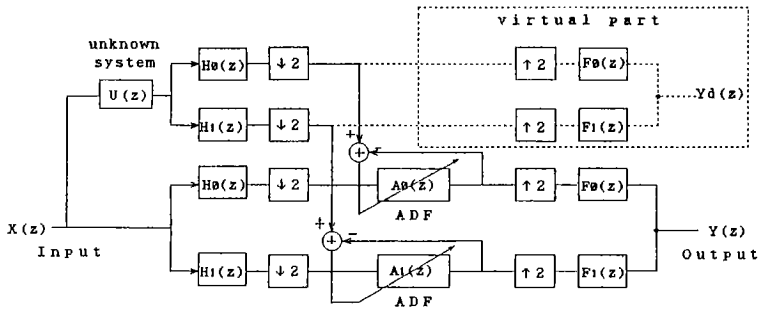 virtual part
unknown
system
U(z)
H0(z) ↓2 ↑2 F0(z)
Yd(z)
H1(z) ↓2 ↑2 F1(z)
+
+ -
H0(z) ↓2 A0(z) ↑2 F0(z)
ADF
X(z)
Input
+
+ -
Y(z)
Output
H1(z) ↓2 A1(z) ↑2 F1(z)
ADF